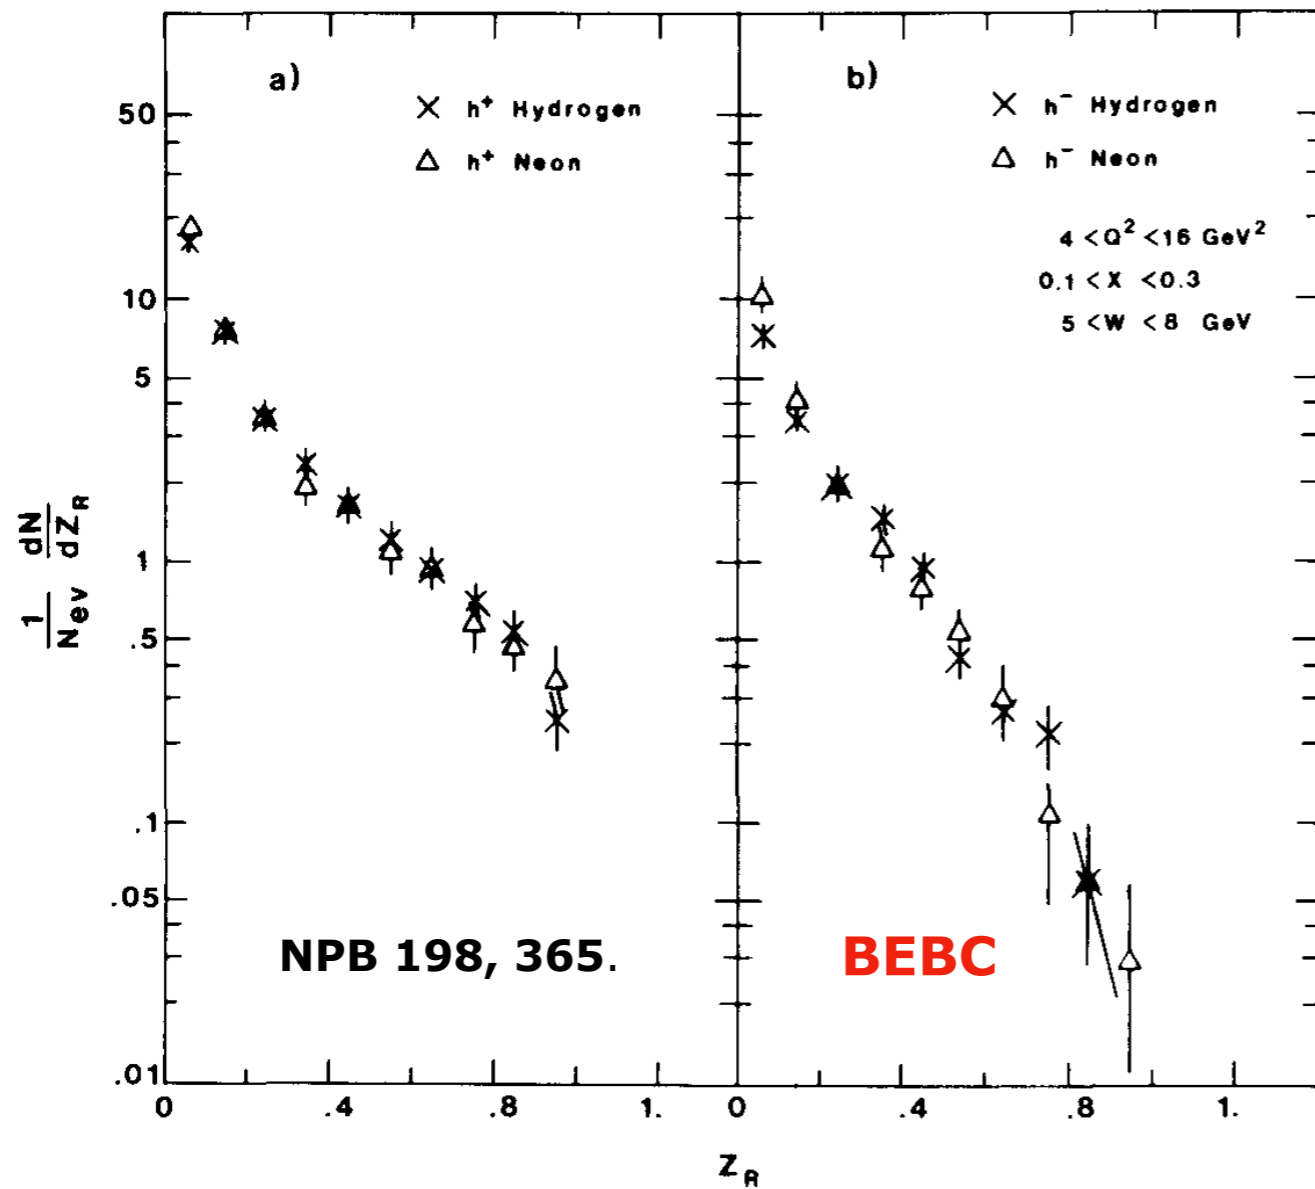 a)
× h⁺ Hydrogen
△ h⁺ Neon
b)
× h⁻ Hydrogen
△ h⁻ Neon
4 < Q² < 16 GeV²
0.1 < X < 0.3
5 < W < 8 GeV
50
10
5
1
.5
.1
.05
.01
1/N_ev dN/dZ_R
NPB 198, 365.
BEBC
0 .4 .8 1.
0 .4 .8 1.
Z_R